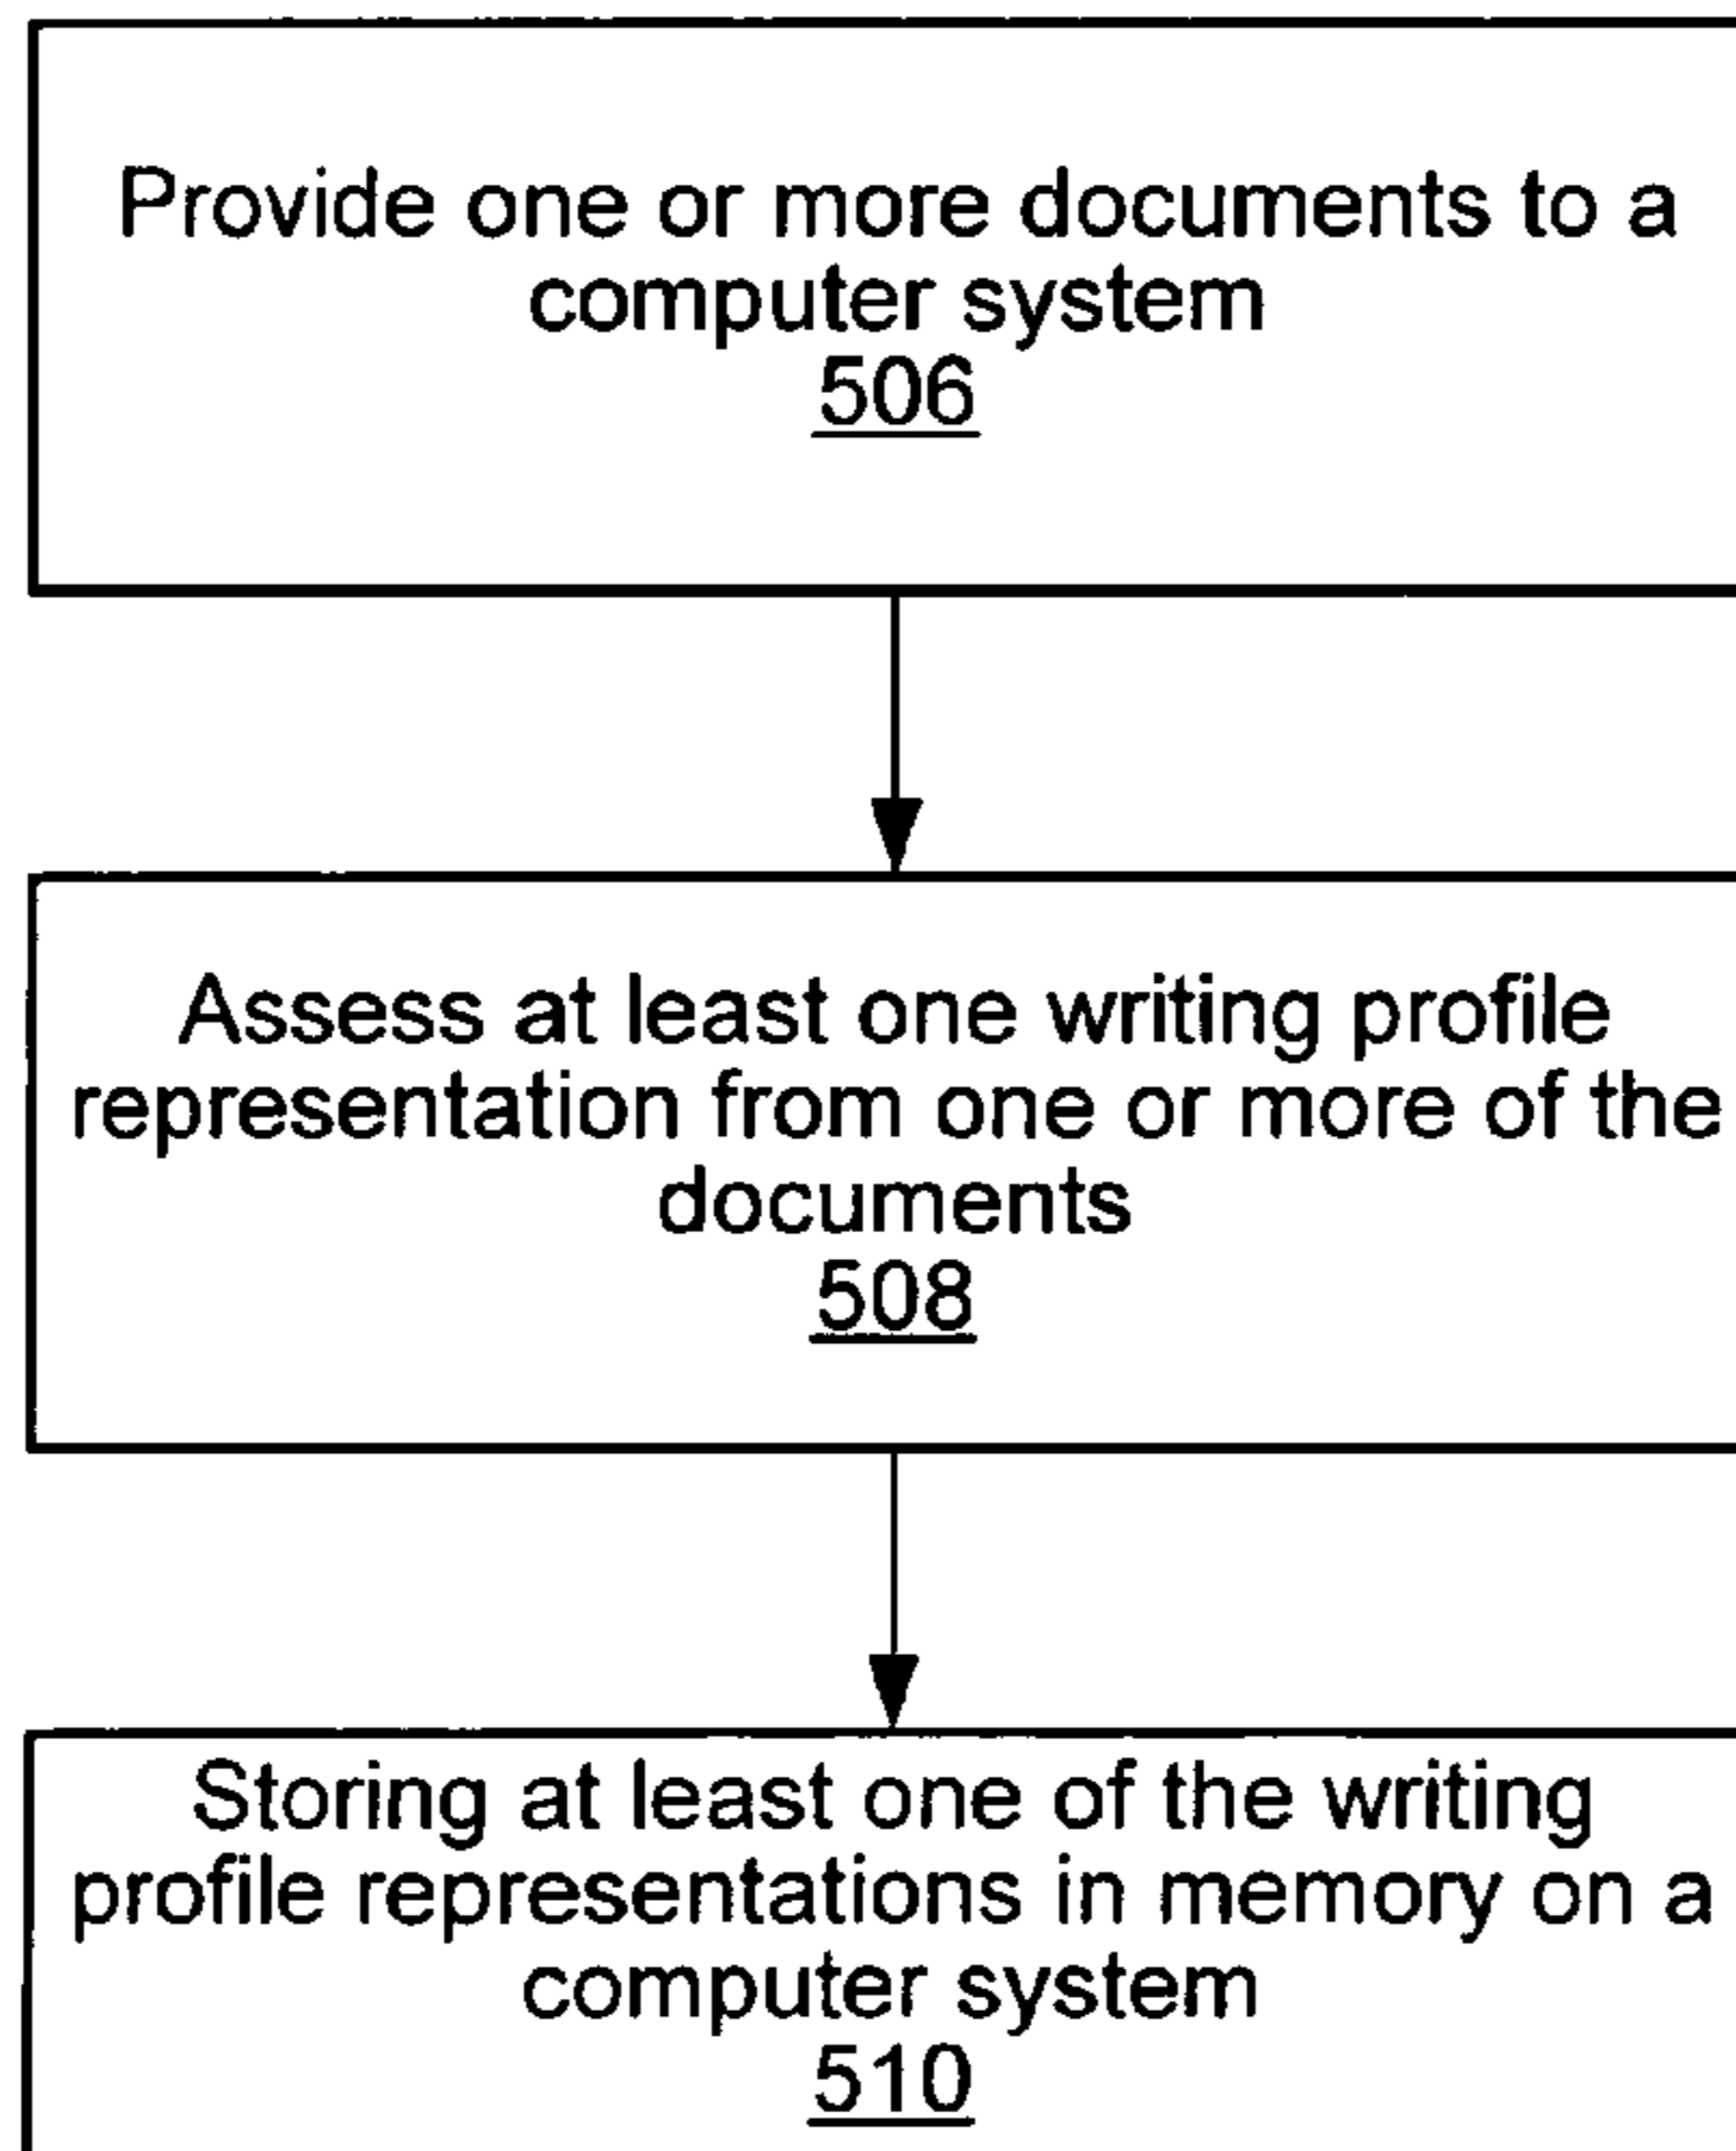 Provide one or more documents to a
computer system
506
Assess at least one writing profile
representation from one or more of the
documents
508
Storing at least one of the writing
profile representations in memory on a
computer system
510